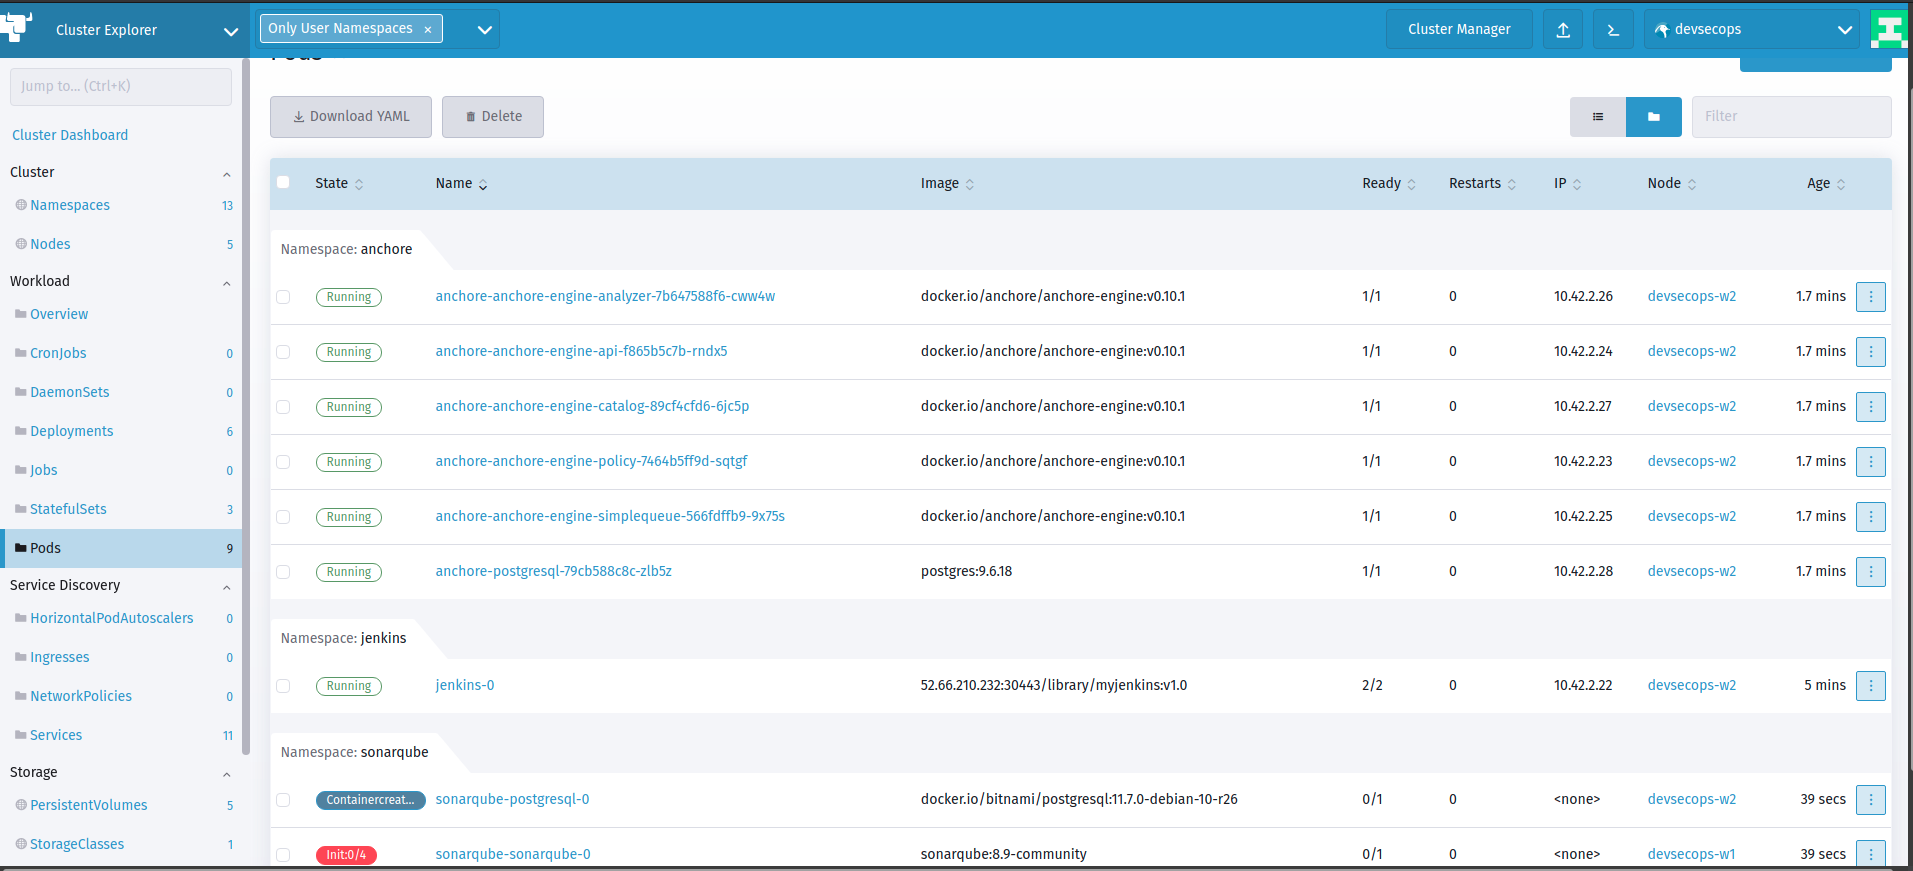 Cluster Explorer
Only User Namespaces ×
Cluster Manager
devsecops
Jump to... (Ctrl+K)
Cluster Dashboard
Cluster
Namespaces 13
Nodes 5
Workload
Overview
CronJobs 0
DaemonSets 0
Deployments 6
Jobs 0
StatefulSets 3
Pods 9
Service Discovery
HorizontalPodAutoscalers 0
Ingresses 0
NetworkPolicies 0
Services 11
Storage
PersistentVolumes 5
StorageClasses 1
Pods
Download YAML Delete Filter
State Name Image Ready Restarts IP Node Age
Namespace: anchore
Running anchore-anchore-engine-analyzer-7b647588f6-cww4w docker.io/anchore/anchore-engine:v0.10.1 1/1 0 10.42.2.26 devsecops-w2 1.7 mins
Running anchore-anchore-engine-api-f865b5c7b-rndx5 docker.io/anchore/anchore-engine:v0.10.1 1/1 0 10.42.2.24 devsecops-w2 1.7 mins
Running anchore-anchore-engine-catalog-89cf4cfd6-6jc5p docker.io/anchore/anchore-engine:v0.10.1 1/1 0 10.42.2.27 devsecops-w2 1.7 mins
Running anchore-anchore-engine-policy-7464b5ff9d-sqtgf docker.io/anchore/anchore-engine:v0.10.1 1/1 0 10.42.2.23 devsecops-w2 1.7 mins
Running anchore-anchore-engine-simplequeue-566fdffb9-9x75s docker.io/anchore/anchore-engine:v0.10.1 1/1 0 10.42.2.25 devsecops-w2 1.7 mins
Running anchore-postgresql-79cb588c8c-zlb5z postgres:9.6.18 1/1 0 10.42.2.28 devsecops-w2 1.7 mins
Namespace: jenkins
Running jenkins-0 52.66.210.232:30443/library/myjenkins:v1.0 2/2 0 10.42.2.22 devsecops-w2 5 mins
Namespace: sonarqube
Containercreat... sonarqube-postgresql-0 docker.io/bitnami/postgresql:11.7.0-debian-10-r26 0/1 0 <none> devsecops-w2 39 secs
Init:0/4 sonarqube-sonarqube-0 sonarqube:8.9-community 0/1 0 <none> devsecops-w1 39 secs